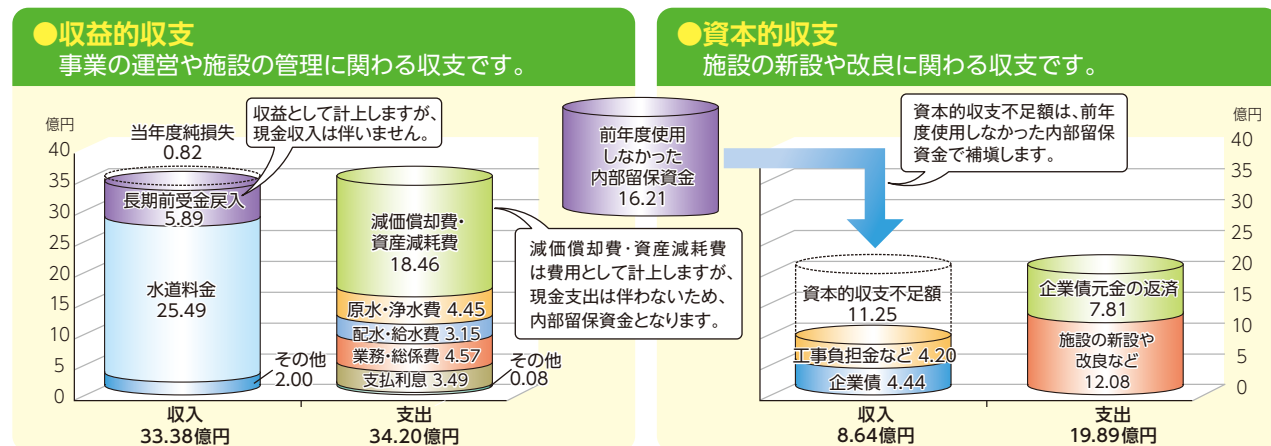 ●収益的収支
事業の運営や施設の管理に関わる収支です。
億円
40
35
30
25
20
15
10
5
0
当年度純損失
0.82
収益として計上しますが、
現金収入は伴いません。
長期前受金戻入
5.89
水道料金
25.49
その他
2.00
収入
33.38億円
減価償却費・
資産減耗費
18.46
原水・浄水費 4.45
配水・給水費 3.15
業務・総係費 4.57
支払利息 3.49
その他
0.08
支出
34.20億円
減価償却費・資産減耗費
は費用として計上しますが、
現金支出は伴わないため、
内部留保資金となります。
前年度使用
しなかった
内部留保資金
16.21
●資本的収支
施設の新設や改良に関わる収支です。
資本的収支不足額は、前年
度使用しなかった内部留保
資金で補填します。
億円
40
35
30
25
20
15
10
5
0
資本的収支不足額
11.25
工事負担金など 4.20
企業債 4.44
収入
8.64億円
企業債元金の返済
7.81
施設の新設や
改良など
12.08
支出
19.89億円